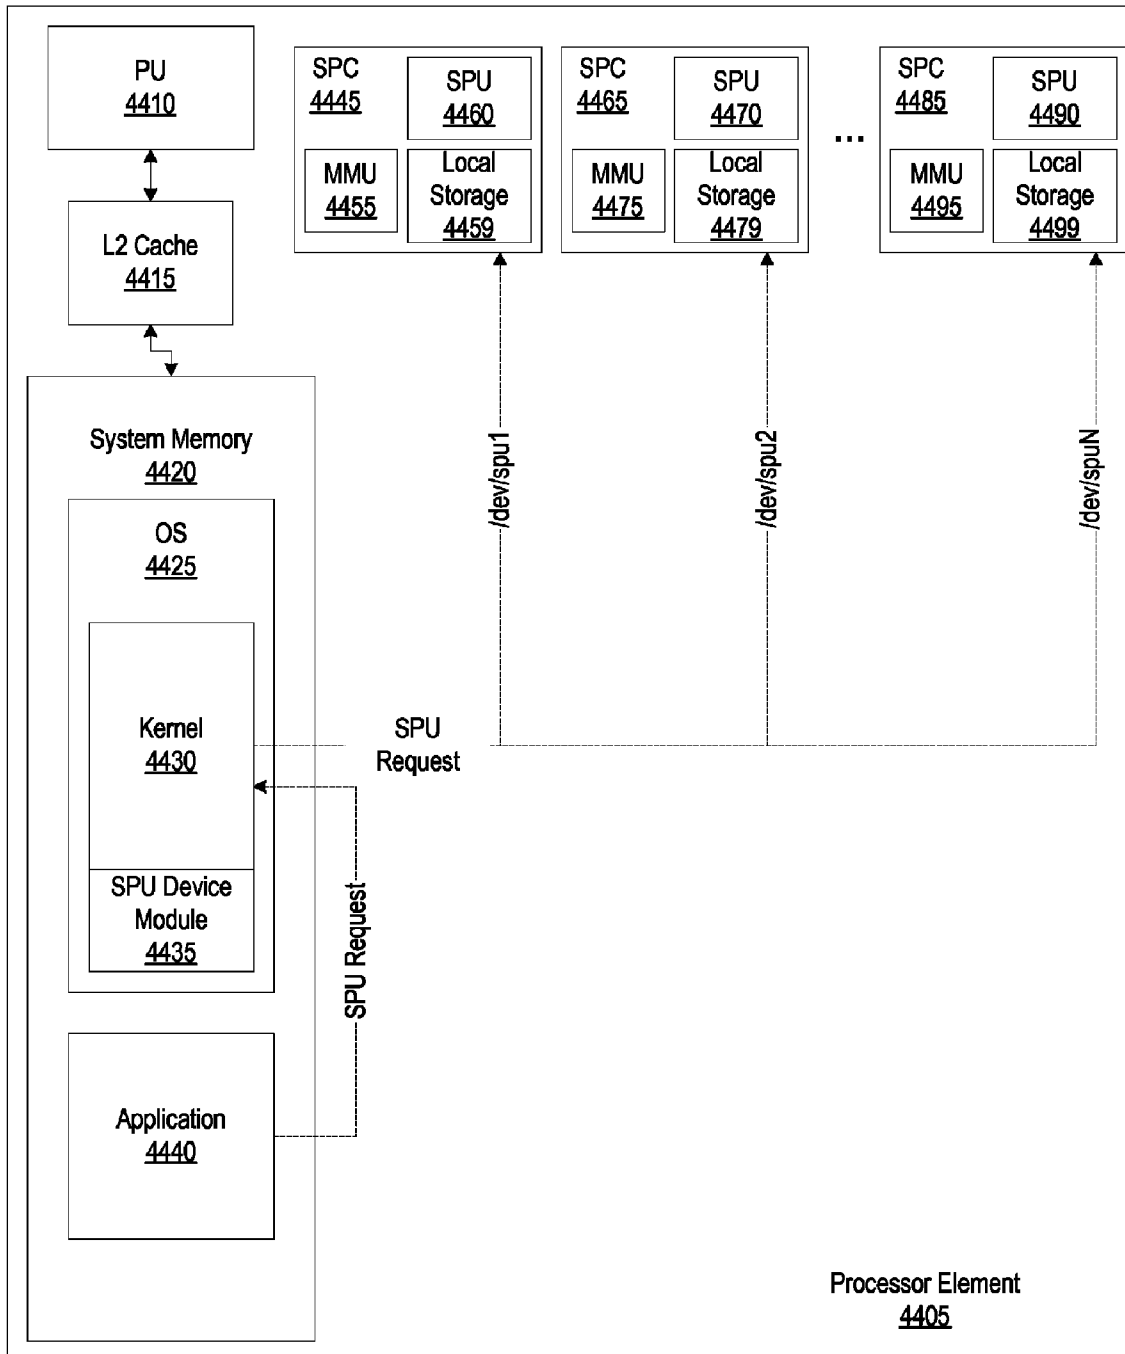 PU
4410
L2 Cache
4415
System Memory
4420
OS
4425
Kernel
4430
SPU Device
Module
4435
Application
4440
SPU Request
SPU
Request
SPC
4445
SPU
4460
MMU
4455
Local
Storage
4459
SPC
4465
SPU
4470
MMU
4475
Local
Storage
4479
...
SPC
4485
SPU
4490
MMU
4495
Local
Storage
4499
/dev/spu1
/dev/spu2
/dev/spuN
Processor Element
4405